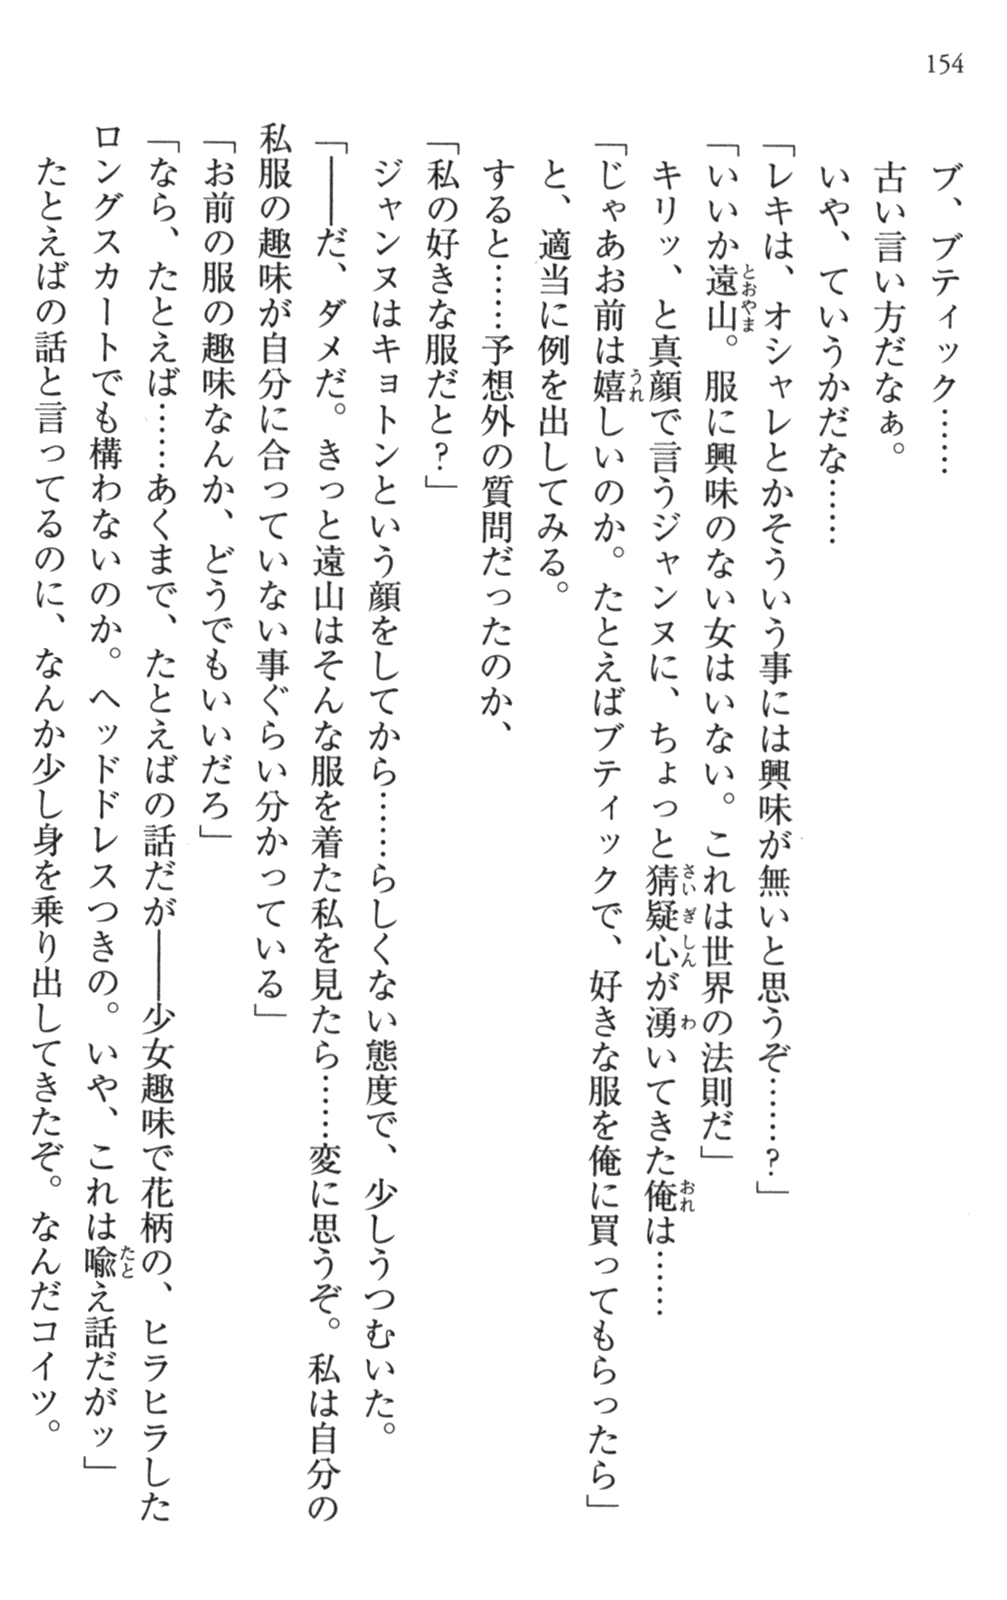 154
ブ、ブティック……
古い言い方だなぁ。
いや、ていうかだな……
「レキは、オシャレとかそういう事には興味が無いと思うぞ……？」
「いいか遠山。服に興味のない女はいない。これは世界の法則だ」
キリッ、と真顔で言うジャンヌに、ちょっと猜疑心が湧いてきた俺は……
「じゃあお前は嬉しいのか。たとえばブティックで、好きな服を俺に買ってもらったら」
と、適当に例を出してみる。
すると……予想外の質問だったのか、
「私の好きな服だと？」
ジャンヌはキョトンという顔をしてから……らしくない態度で、少しうつむいた。
「――だ、ダメだ。きっと遠山はそんな服を着た私を見たら……変に思うぞ。私は自分の
私服の趣味が自分に合っていない事ぐらい分かっている」
「お前の服の趣味なんか、どうでもいいだろ」
「なら、たとえば……あくまで、たとえばの話だが――少女趣味で花柄の、ヒラヒラした
ロングスカートでも構わないのか。ヘッドドレスつきの。いや、これは喩え話だがッ」
たとえばの話と言ってるのに、なんか少し身を乗り出してきたぞ。なんだコイツ。